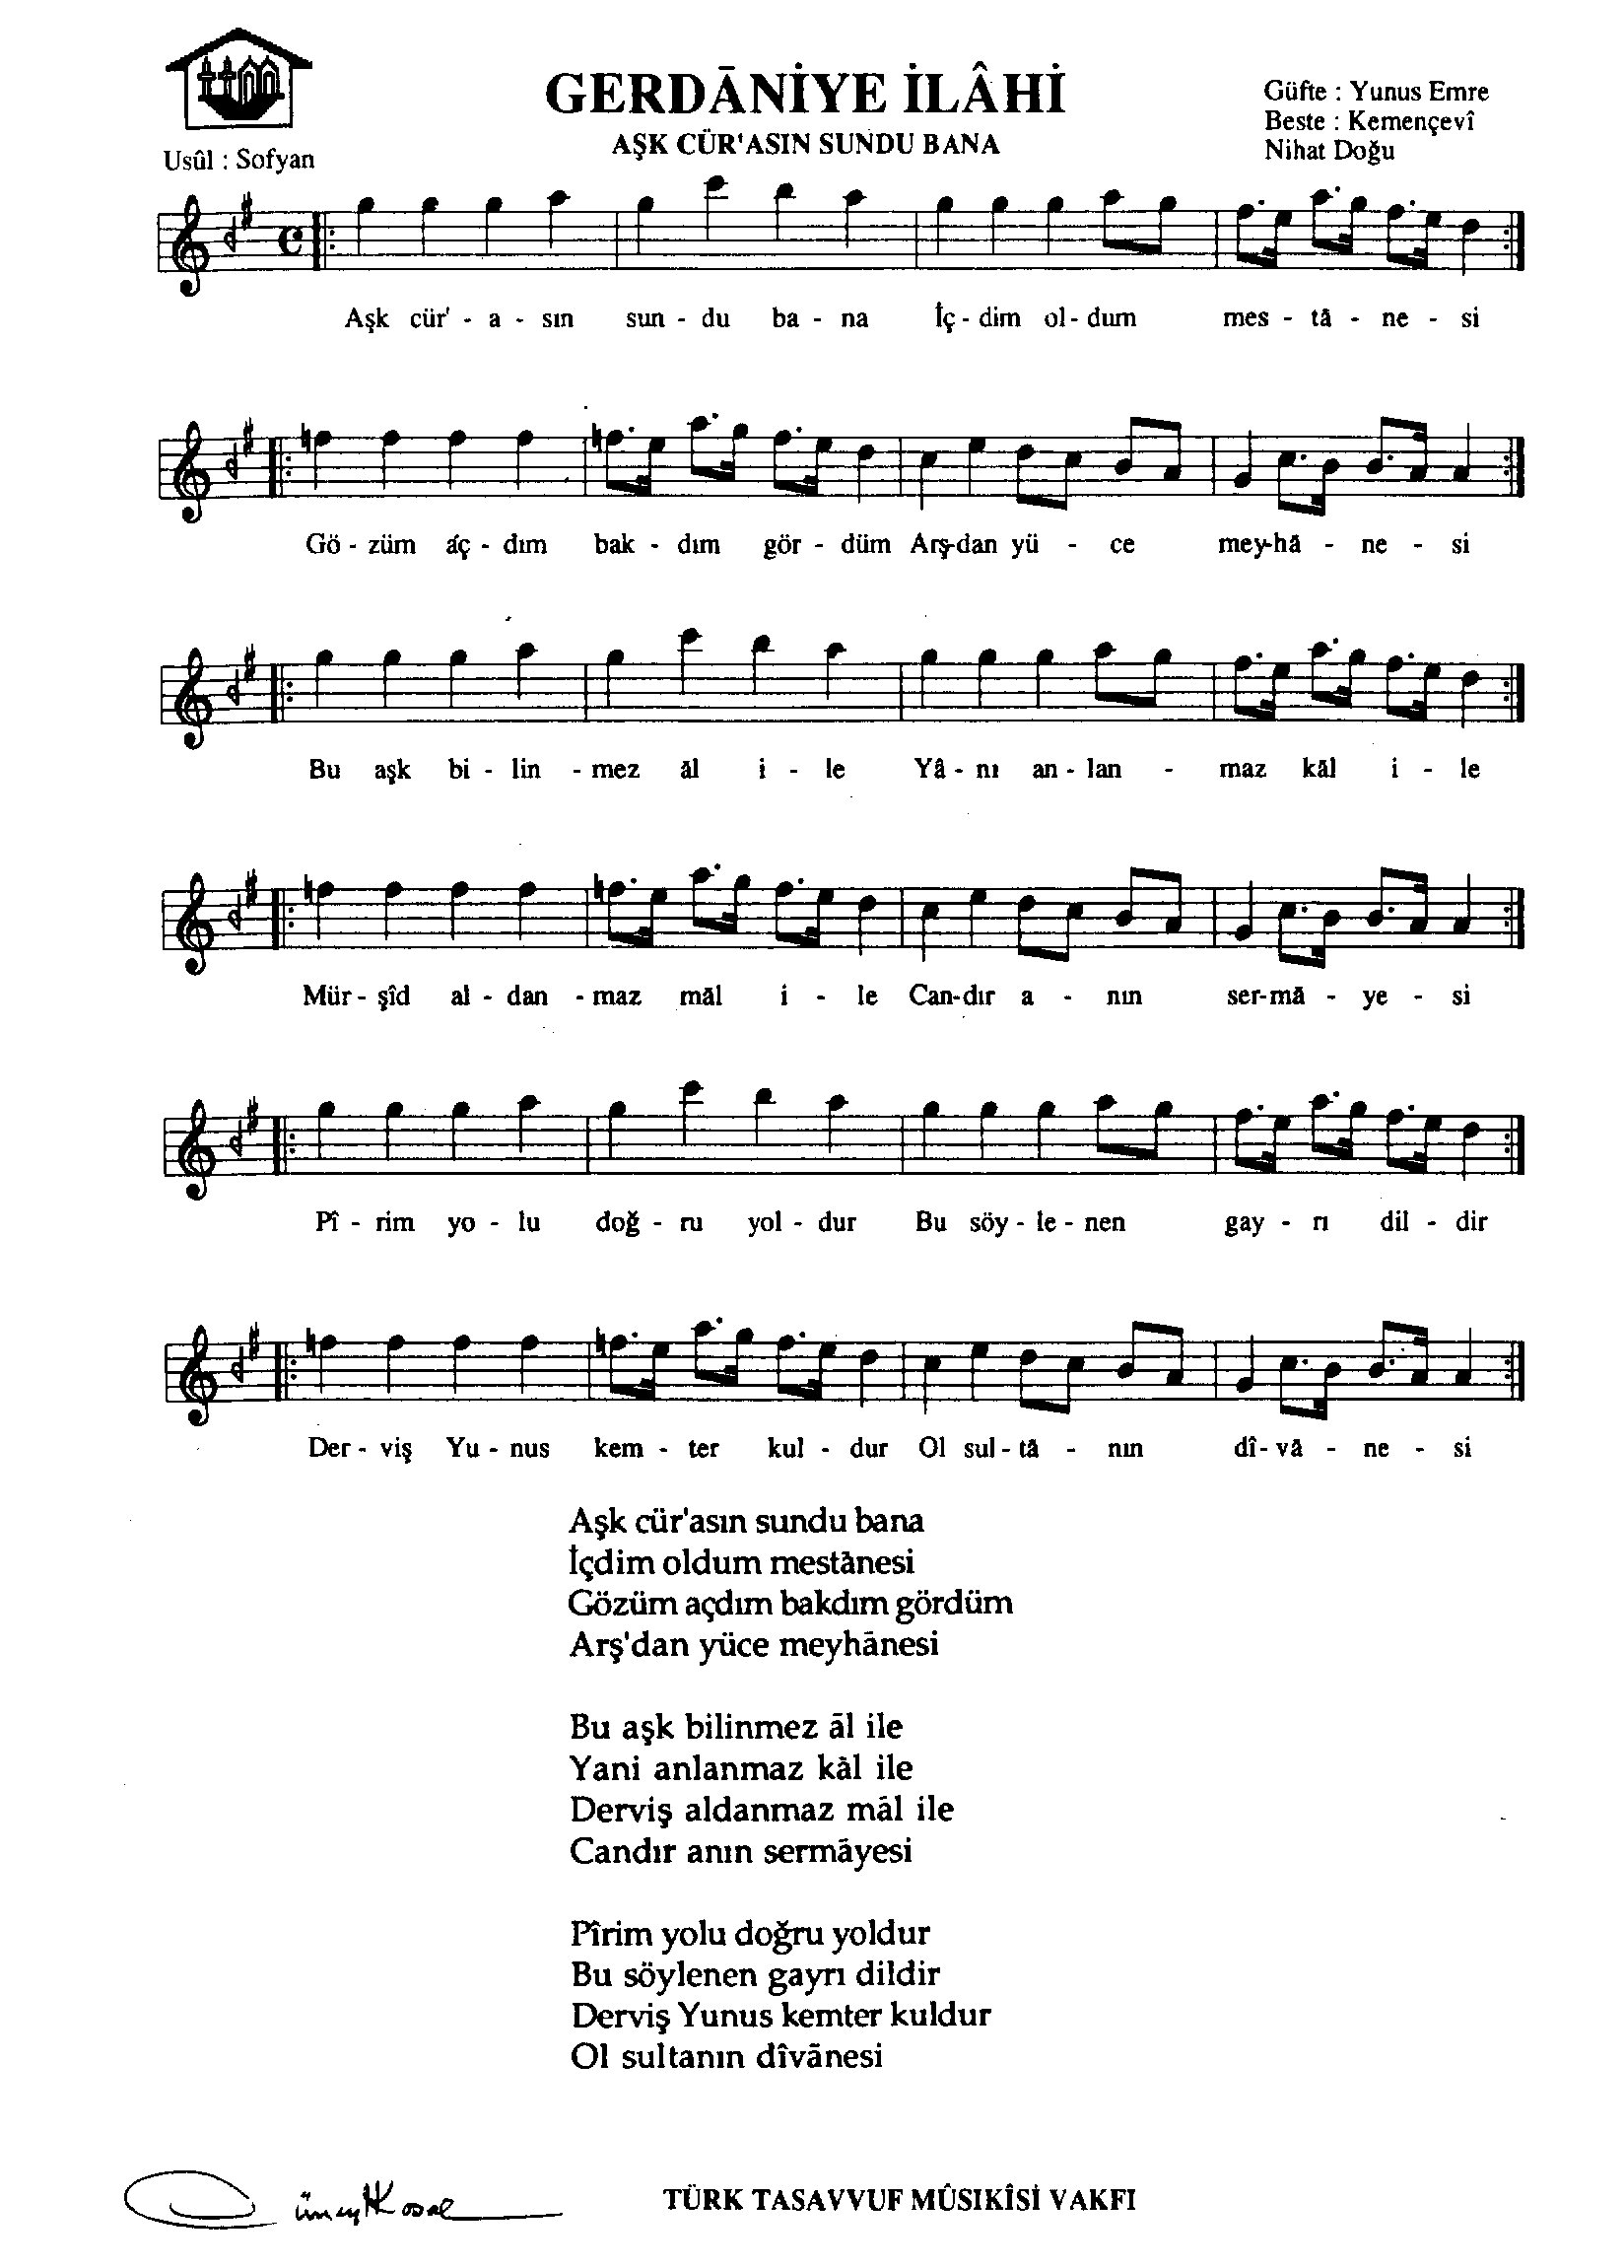 GERDĀNİYE İLÂHİ
AŞK CÜR'ASIN SUNDU BANA
Güfte : Yunus Emre
Beste : Kemençevî
Nihat Doğu
Usûl : Sofyan
Aşk cür' - a - sın sun - du ba - na İç - dim ol - dum mes - tā - ne - si
Gö - züm aç - dım bak - dım gör - düm Arş-dan yü - ce mey-hā - ne - si
Bu aşk bi - lin - mez āl i - le Yâ - nı an - lan - maz kāl i - le
Mür - şîd al - dan - maz māl i - le Can-dır a - nın ser-mā - ye - si
Pî - rim yo - lu doğ - ru yol - dur Bu söy - le - nen gay - rı dil - dir
Der - viş Yu - nus kem - ter kul - dur Ol sul - tā - nın dî - vā - ne - si
Aşk cür'asın sundu bana
İçdim oldum mestānesi
Gözüm açdım bakdım gördüm
Arş'dan yüce meyhānesi
Bu aşk bilinmez āl ile
Yani anlanmaz kāl ile
Derviş aldanmaz māl ile
Candır anın sermāyesi
Pîrim yolu doğru yoldur
Bu söylenen gayrı dildir
Derviş Yunus kemter kuldur
Ol sultanın dîvānesi
TÜRK TASAVVUF MÛSIKÎSİ VAKFI